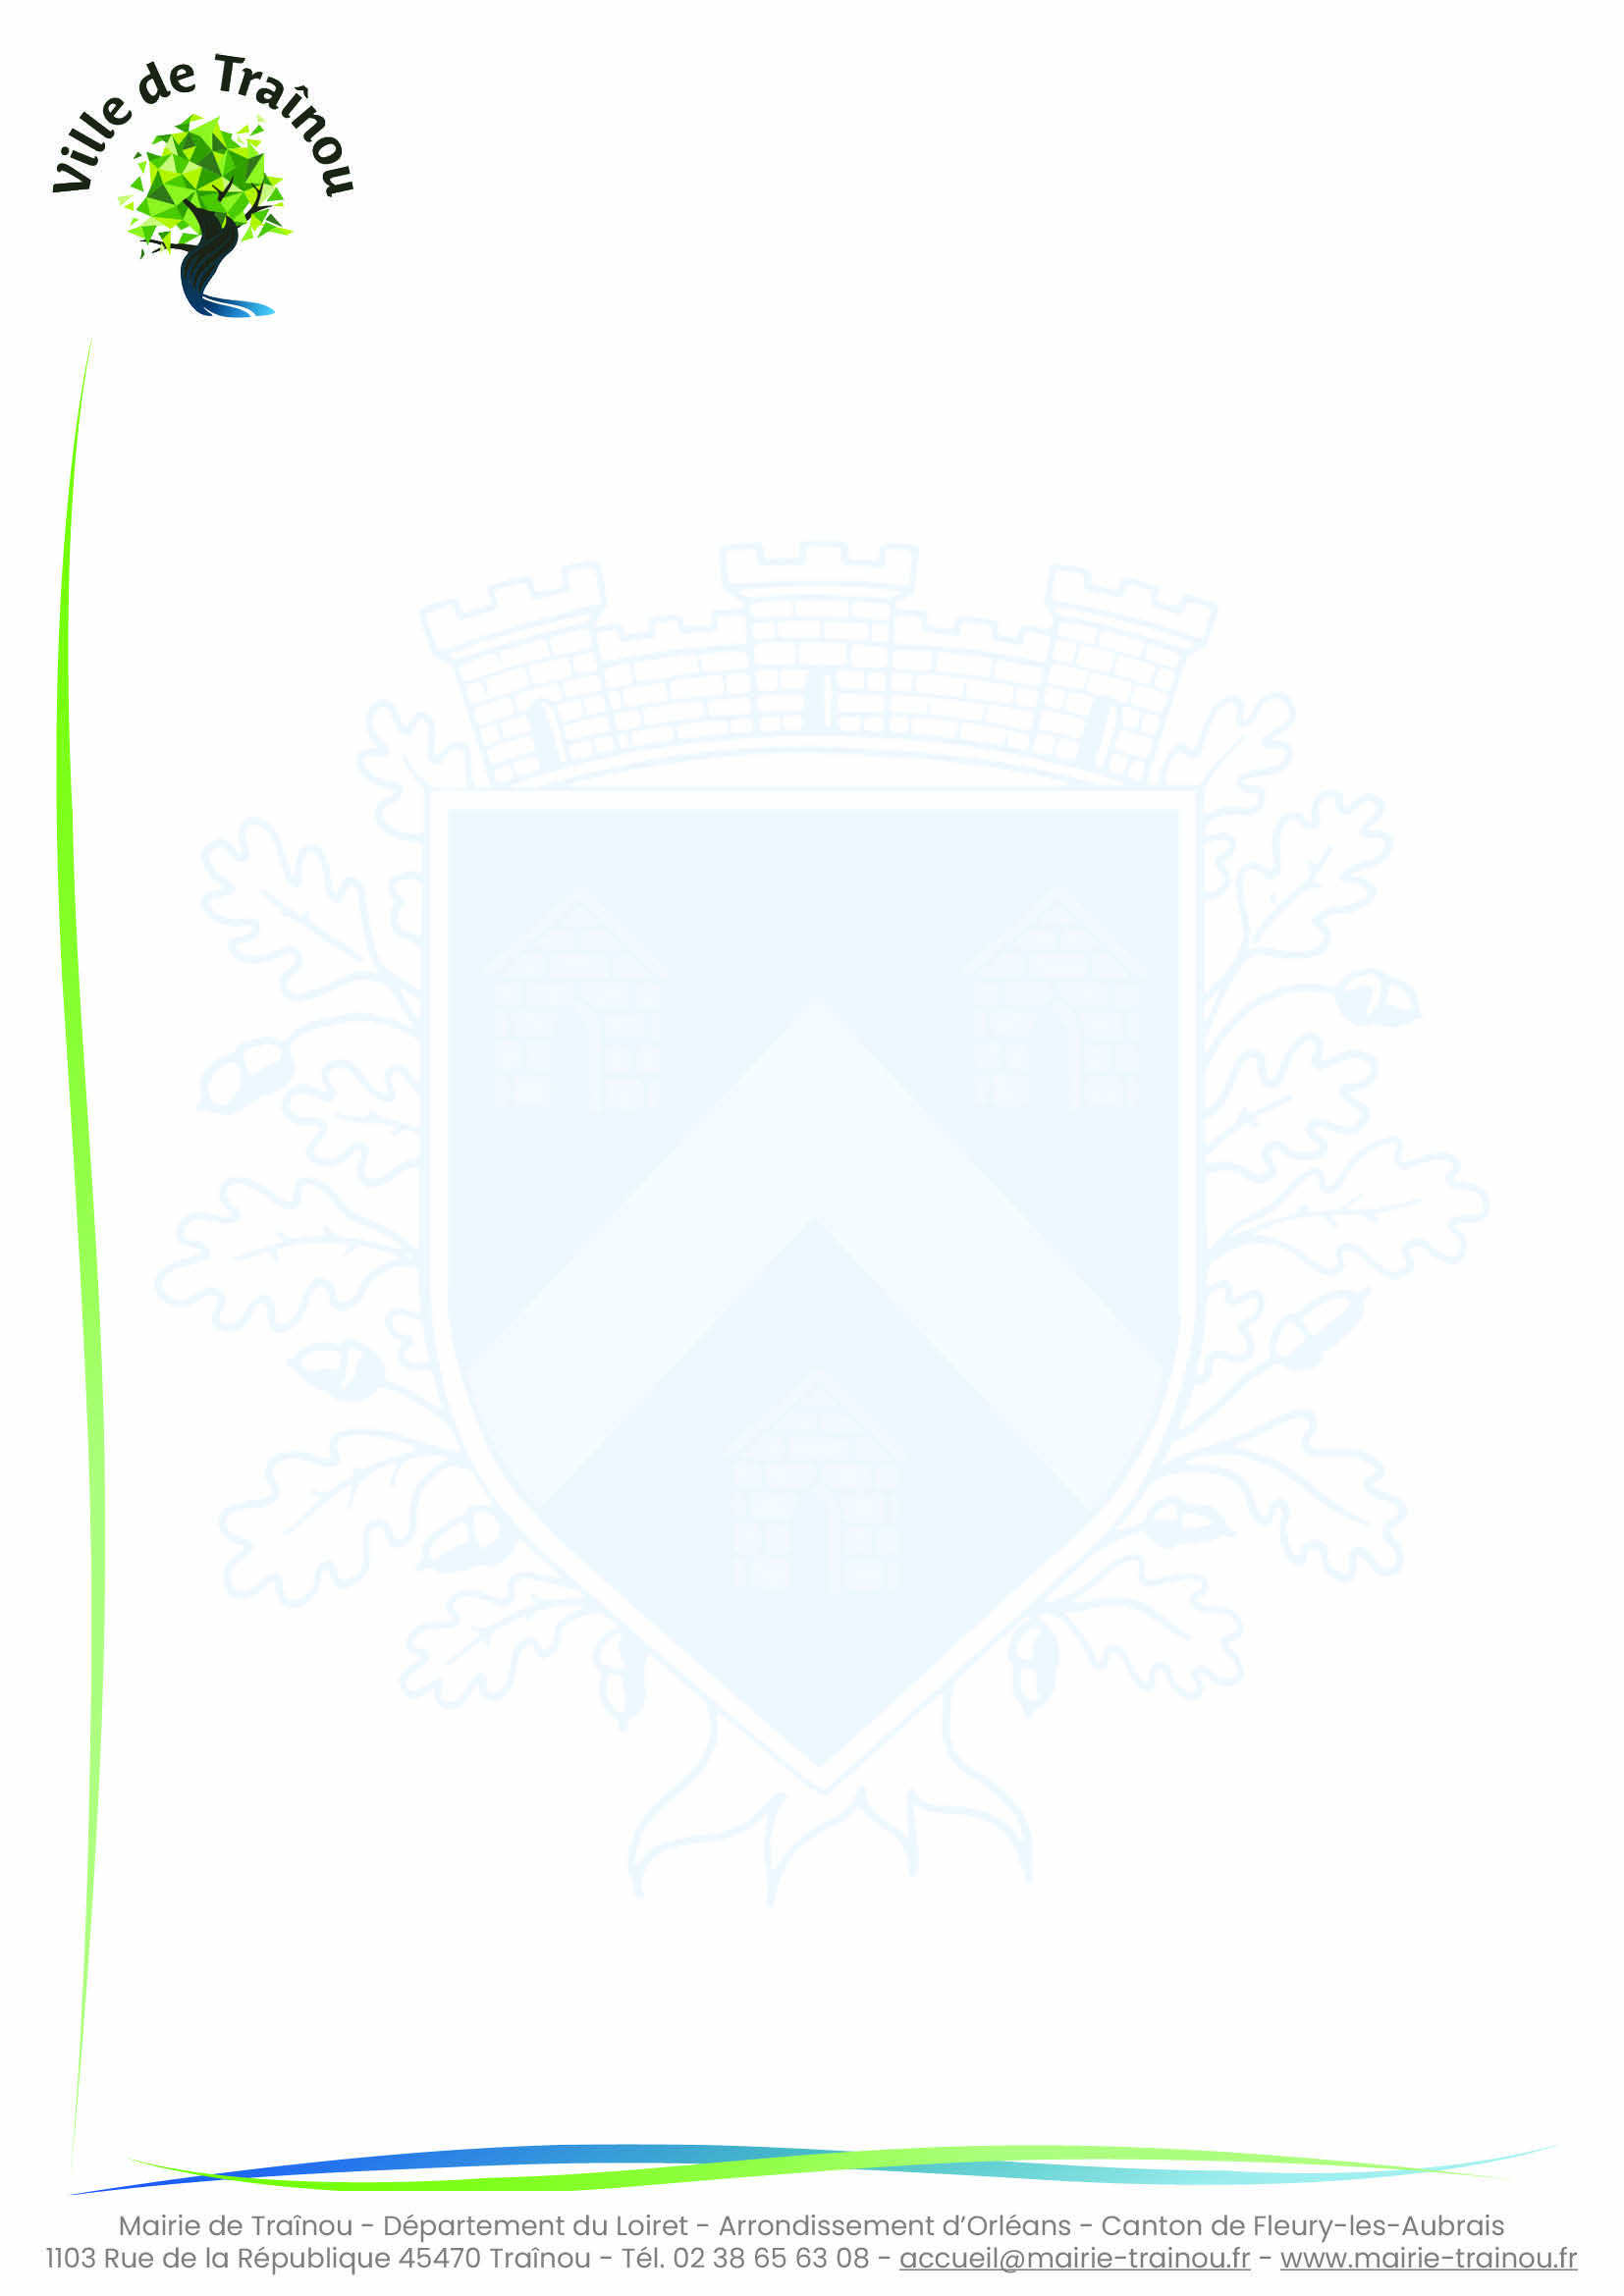 Ville de Traînou
Mairie de Traînou - Département du Loiret - Arrondissement d’Orléans - Canton de Fleury-les-Aubrais
1103 Rue de la République 45470 Traînou - Tél. 02 38 65 63 08 - accueil@mairie-trainou.fr - www.mairie-trainou.fr